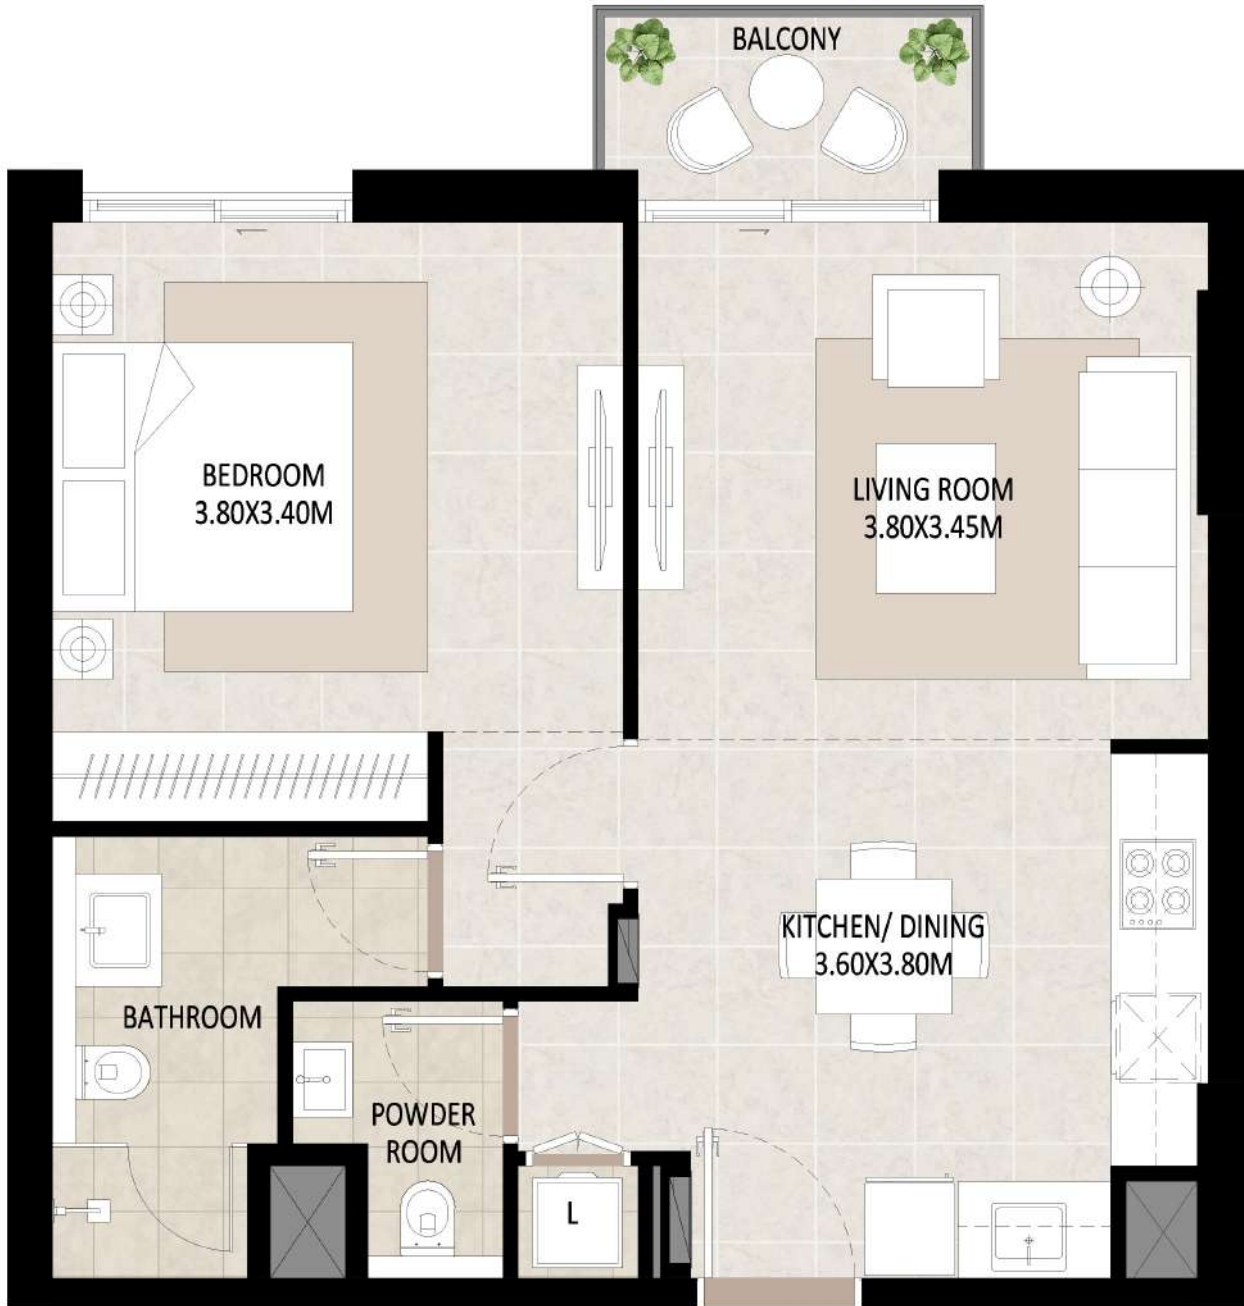 BALCONY
BEDROOM
3.80X3.40M
LIVING ROOM
3.80X3.45M
KITCHEN/ DINING
3.60X3.80M
BATHROOM
POWDER
ROOM
L